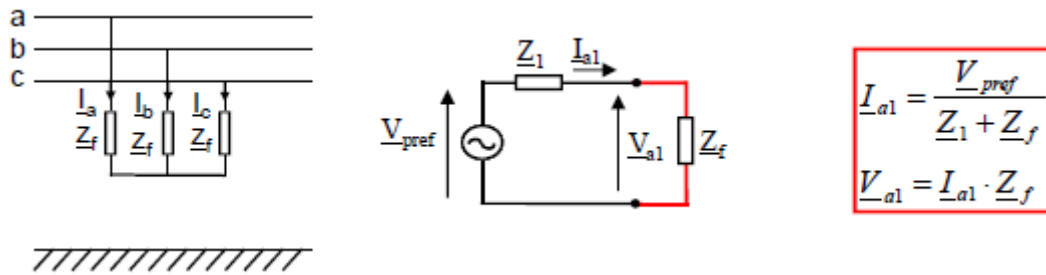 a
b
c
I_a I_b I_c
Z_f Z_f Z_f
Z_1 I_a1
V_pref
V_a1 Z_f
I_a1 = V_pref / (Z_1 + Z_f)
V_a1 = I_a1 · Z_f